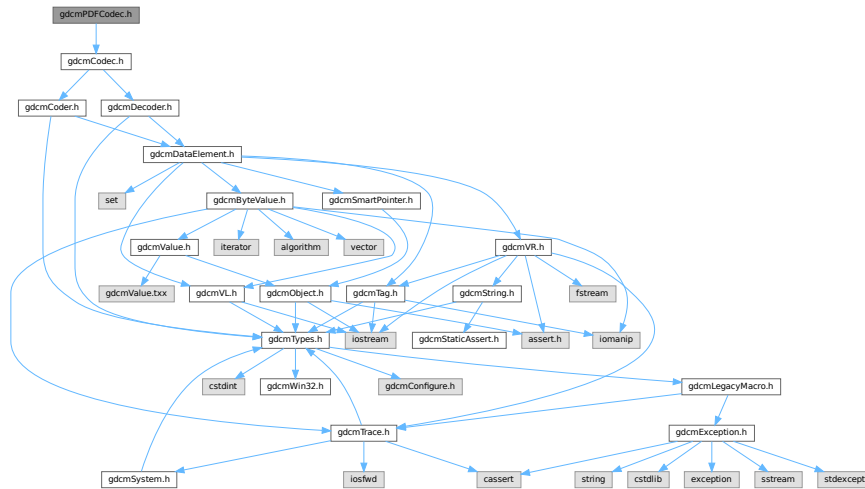 gdcmPDFCodec.h
gdcmCodec.h
gdcmCoder.h
gdcmDecoder.h
gdcmDataElement.h
set
gdcmByteValue.h
gdcmSmartPointer.h
gdcmValue.h
iterator
algorithm
vector
gdcmVR.h
gdcmValue.txx
gdcmVL.h
gdcmObject.h
gdcmTag.h
gdcmString.h
fstream
gdcmTypes.h
iostream
gdcmStaticAssert.h
assert.h
iomanip
cstdint
gdcmWin32.h
gdcmConfigure.h
gdcmLegacyMacro.h
gdcmTrace.h
gdcmException.h
gdcmSystem.h
iosfwd
cassert
string
cstdlib
exception
sstream
stdexcept